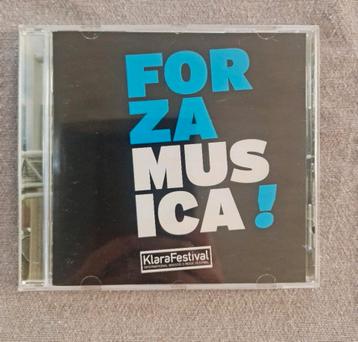 FOR
ZA
MUS
ICA!
KlaraFestival